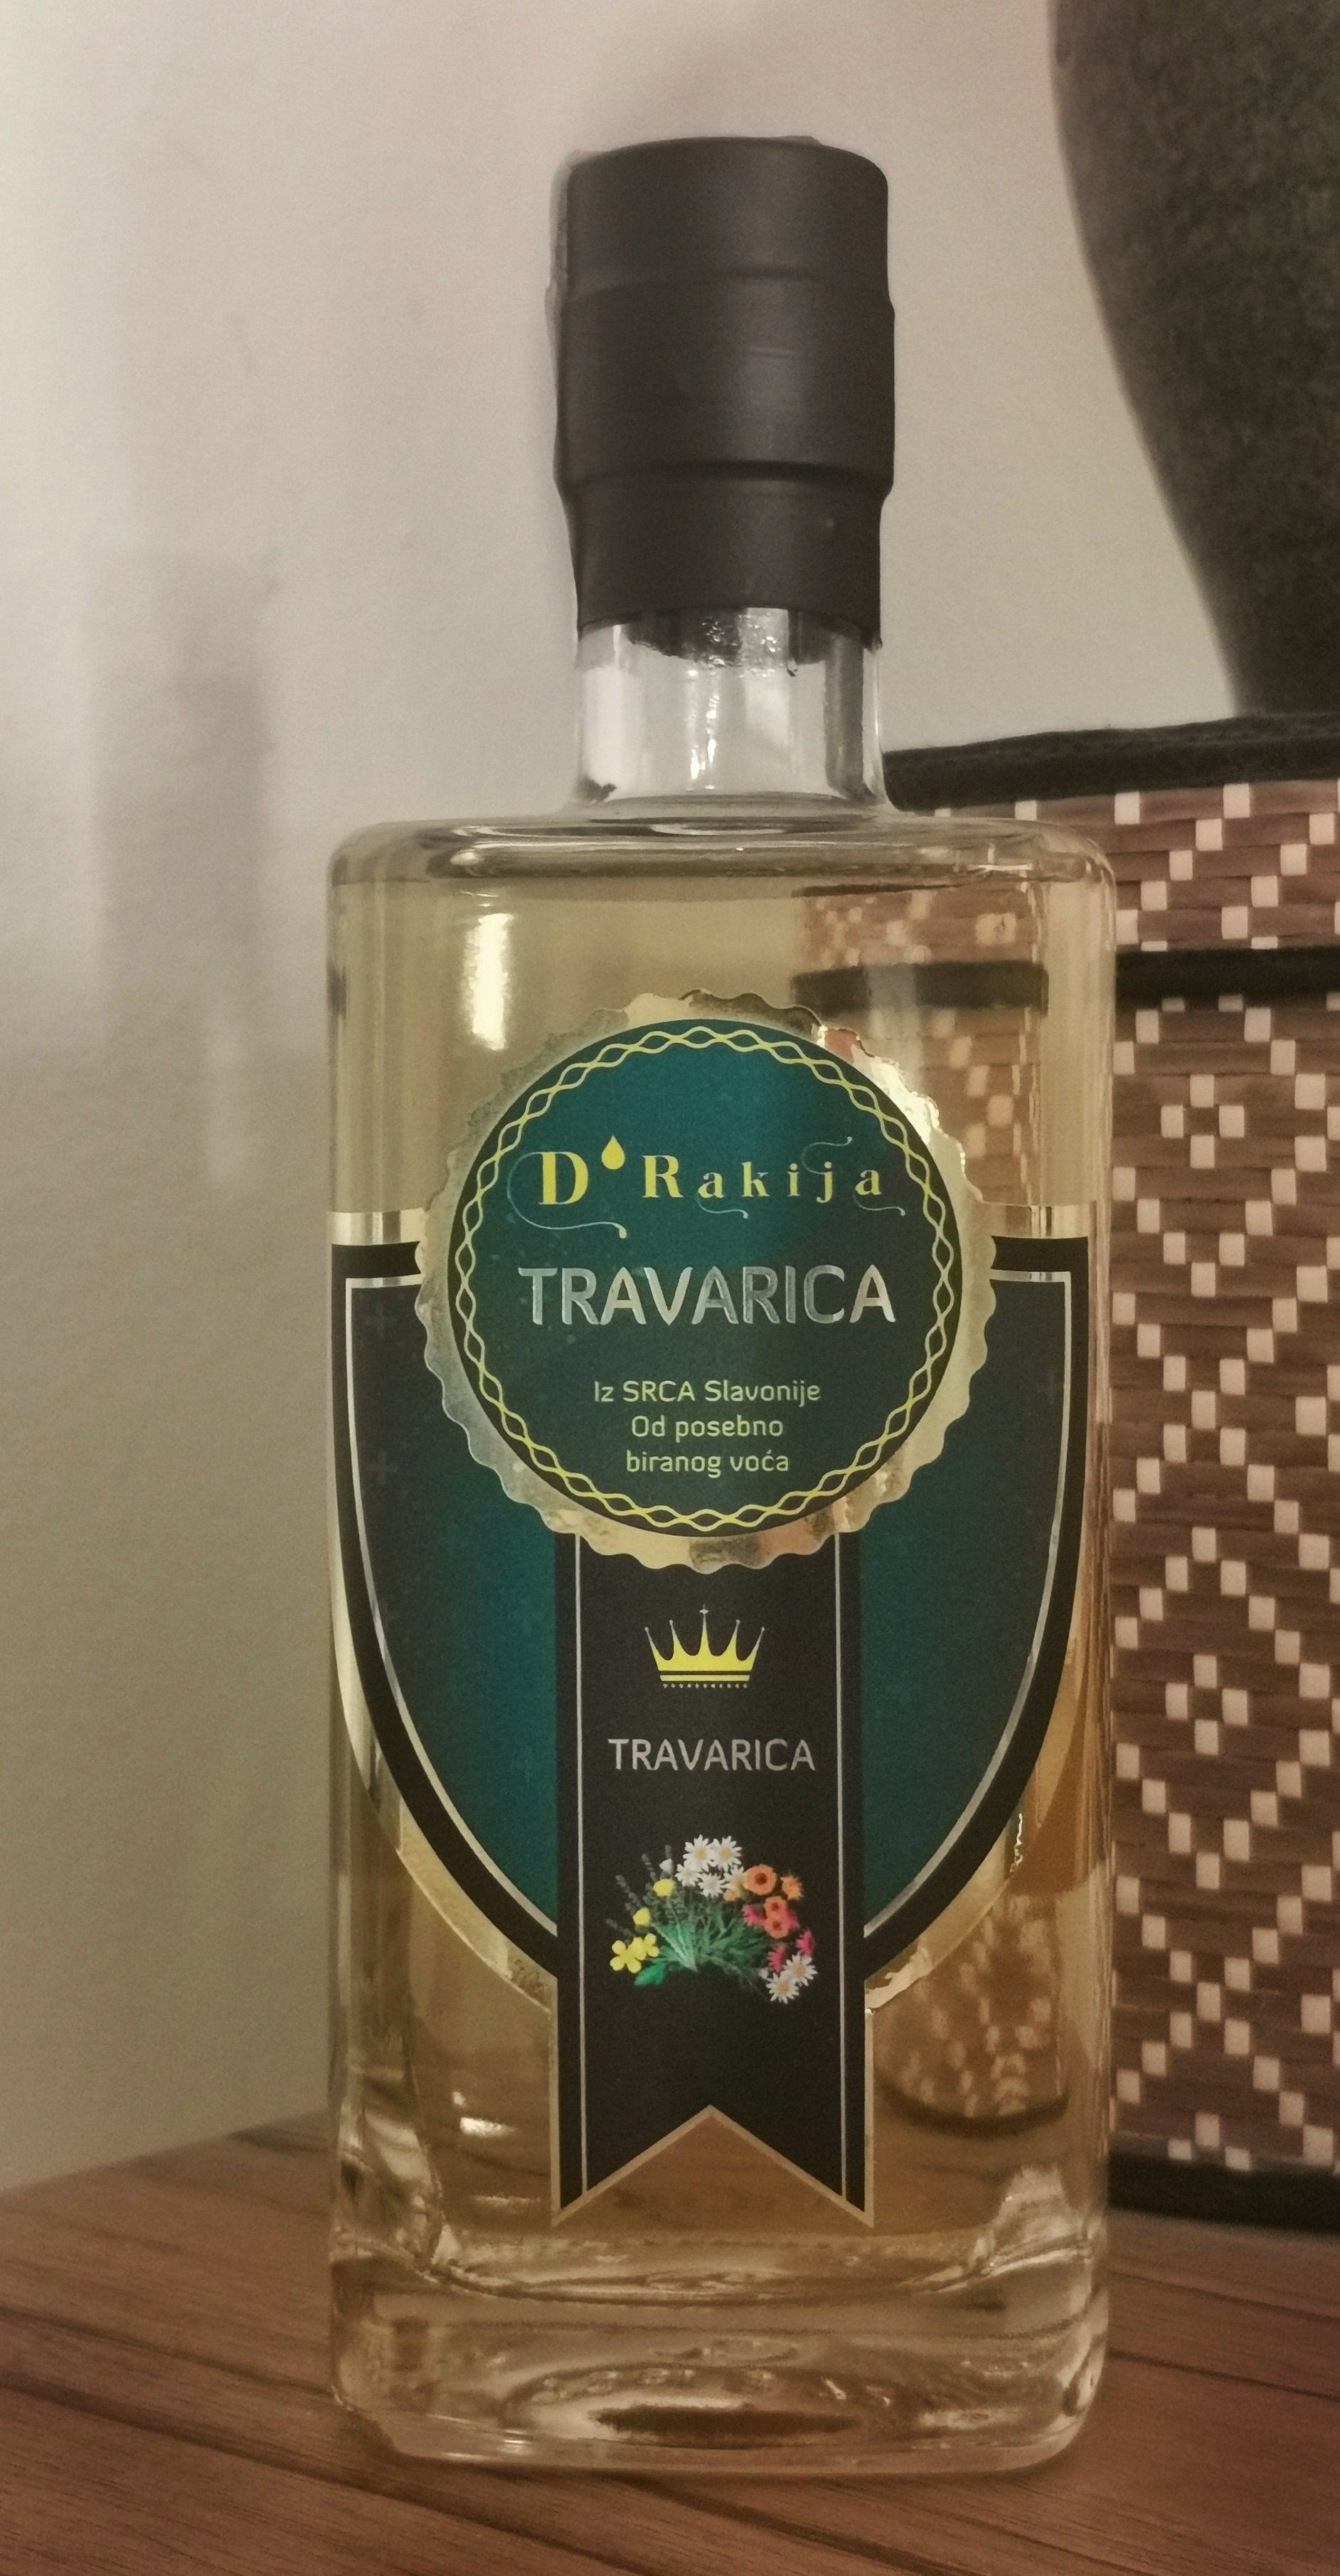 D'Rakija
TRAVARICA
Iz SRCA Slavonije
Od posebno
biranog voća
TRAVARICA